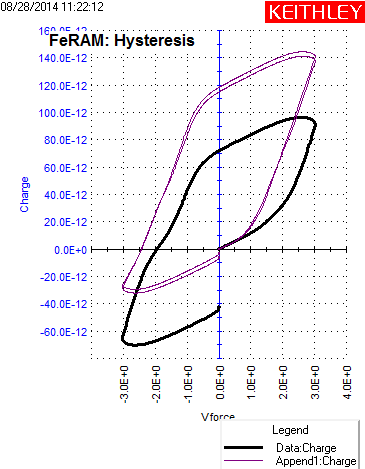 08/28/2014 11:22:12
KEITHLEY
FeRAM: Hysteresis
160.0E-12
140.0E-12
120.0E-12
100.0E-12
80.0E-12
60.0E-12
40.0E-12
20.0E-12
0.0E+0
-20.0E-12
-40.0E-12
-60.0E-12
Charge
-3.0E+0
-2.0E+0
-1.0E+0
0.0E+0
1.0E+0
2.0E+0
3.0E+0
4.0E+0
Vforce
Legend
Data:Charge
Append1:Charge